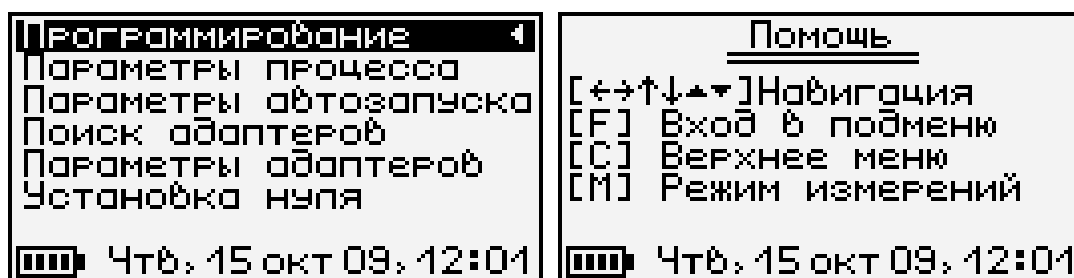 Программирование ◂
Параметры процесса
Параметры автозапуска
Поиск адаптеров
Параметры адаптеров
Установка нуля
Чтв, 15 окт 09, 12:01
Помощь
[←→↑↓▲▼]Навигация
[F] Вход в подменю
[C] Верхнее меню
[M] Режим измерений
Чтв, 15 окт 09, 12:01